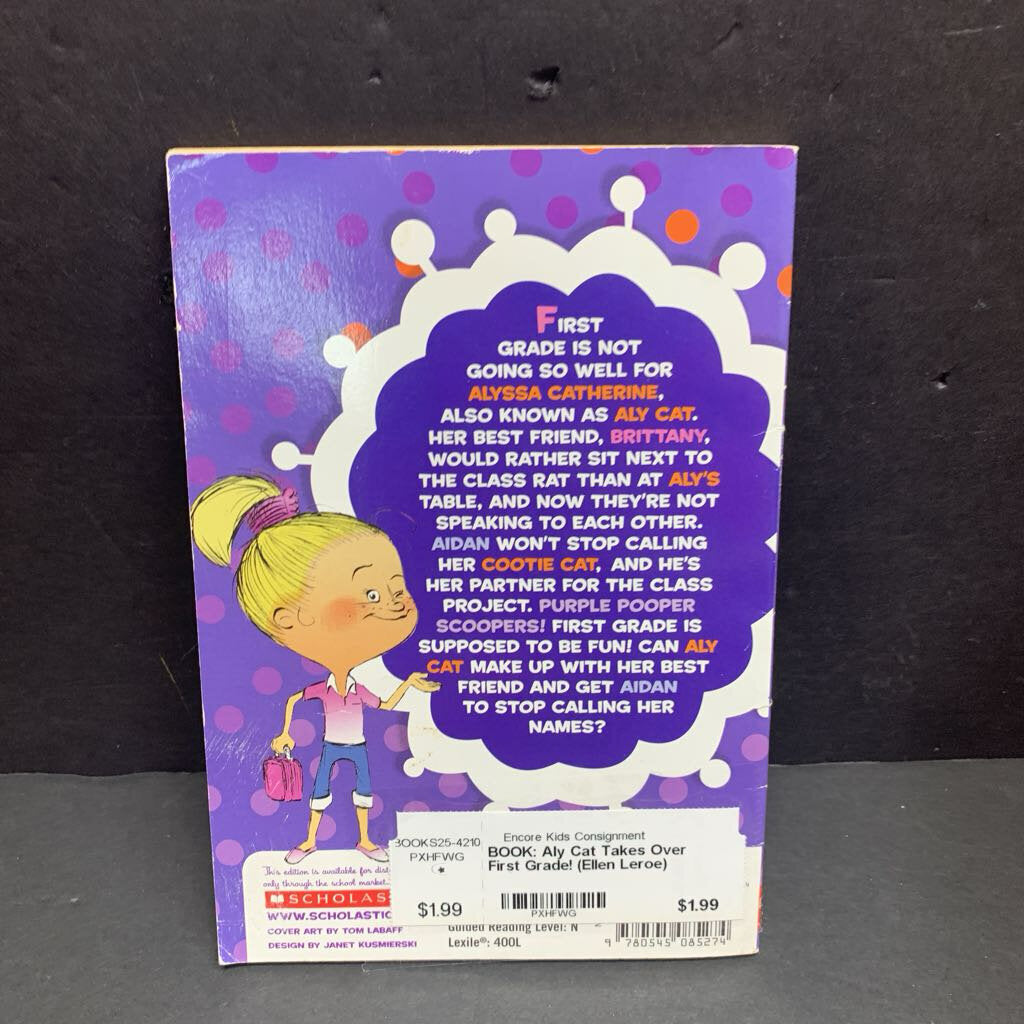 FIRST
GRADE IS NOT
GOING SO WELL FOR
ALYSSA CATHERINE,
ALSO KNOWN AS ALY CAT.
HER BEST FRIEND, BRITTANY,
WOULD RATHER SIT NEXT TO
THE CLASS RAT THAN AT ALY'S
TABLE, AND NOW THEY'RE NOT
SPEAKING TO EACH OTHER.
AIDAN WON'T STOP CALLING
HER COOTIE CAT, AND HE'S
HER PARTNER FOR THE CLASS
PROJECT. PURPLE POOPER
SCOOPERS! FIRST GRADE IS
SUPPOSED TO BE FUN! CAN ALY
CAT MAKE UP WITH HER BEST
FRIEND AND GET AIDAN
TO STOP CALLING HER
NAMES?
BOOKS25-4210
PXHFWG
$1.99
Encore Kids Consignment
BOOK: Aly Cat Takes Over
First Grade! (Ellen Leroe)
PXHFWG
$1.99
This edition is available for dist
only through the school market.
SCHOLAS
WWW.SCHOLASTIC
COVER ART BY TOM LABAFF
DESIGN BY JANET KUSMIERSKI
Guided Reading Level: N
Lexile®: 400L
9 780545 085274